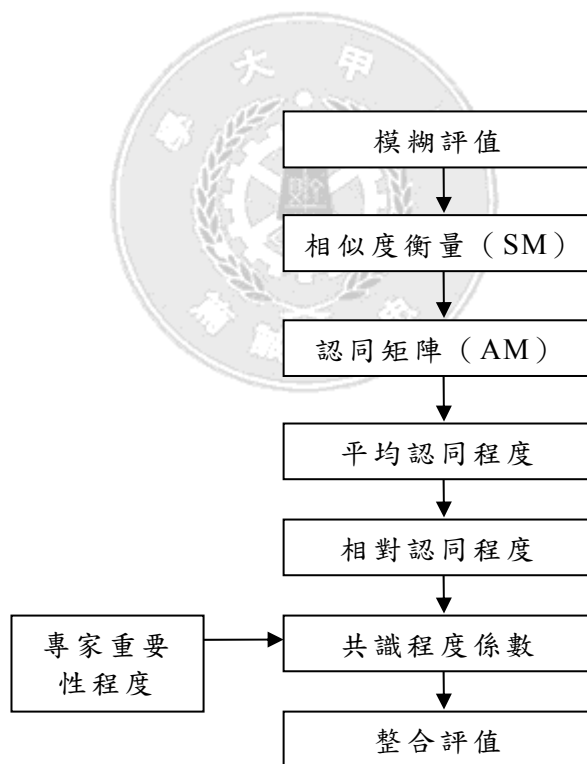 大甲
模糊評值
相似度衡量（SM）
認同矩陣（AM）
平均認同程度
相對認同程度
專家重要
性程度
共識程度係數
整合評值